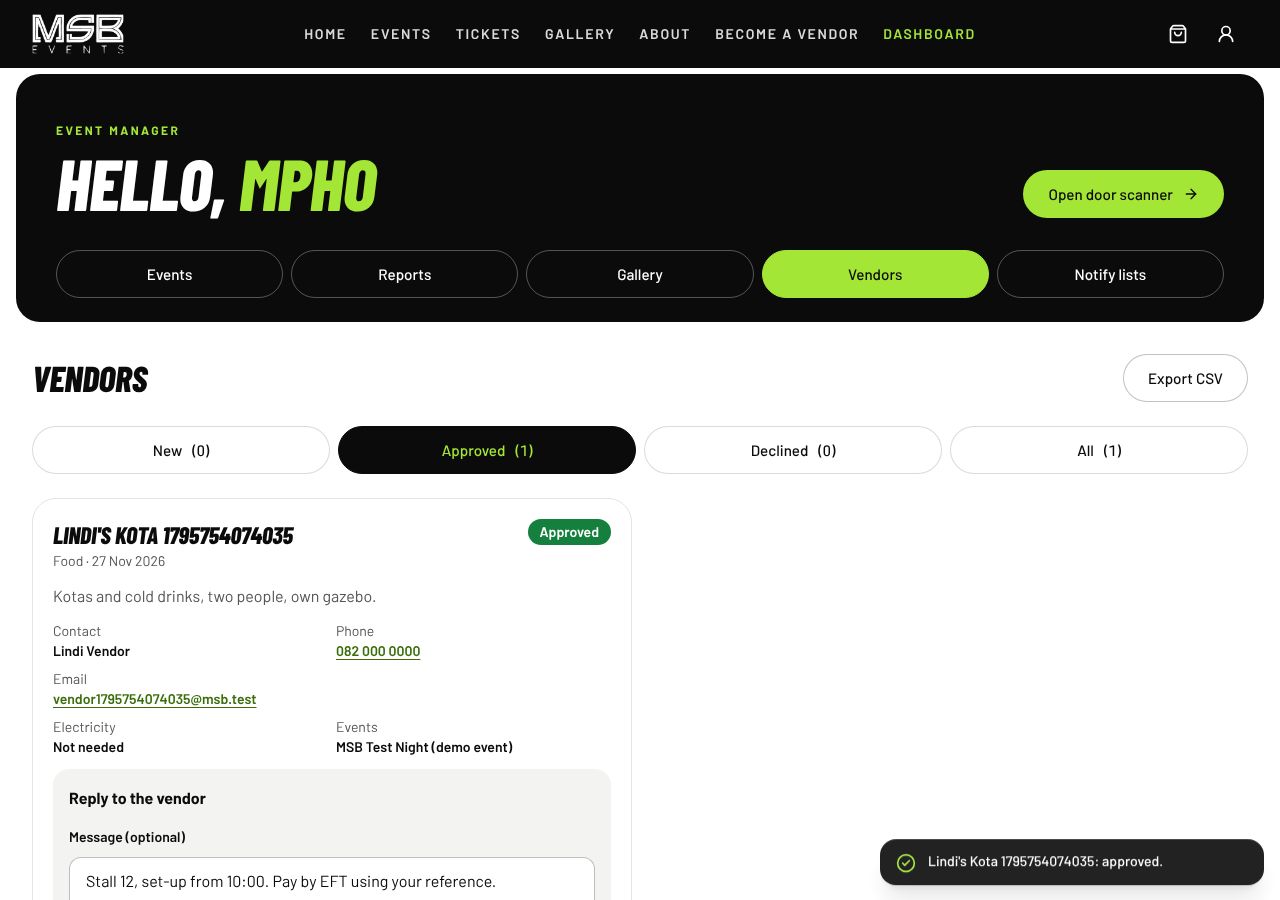 MSB
EVENTS
HOME EVENTS TICKETS GALLERY ABOUT BECOME A VENDOR DASHBOARD
EVENT MANAGER
HELLO, MPHO
Open door scanner
Events Reports Gallery Vendors Notify lists
VENDORS
Export CSV
New (0) Approved (1) Declined (0) All (1)
LINDI'S KOTA 1795754074035
Approved
Food · 27 Nov 2026
Kotas and cold drinks, two people, own gazebo.
Contact Phone
Lindi Vendor 082 000 0000
Email
vendor1795754074035@msb.test
Electricity Events
Not needed MSB Test Night (demo event)
Reply to the vendor
Message (optional)
Stall 12, set-up from 10:00. Pay by EFT using your reference.
Lindi's Kota 1795754074035: approved.